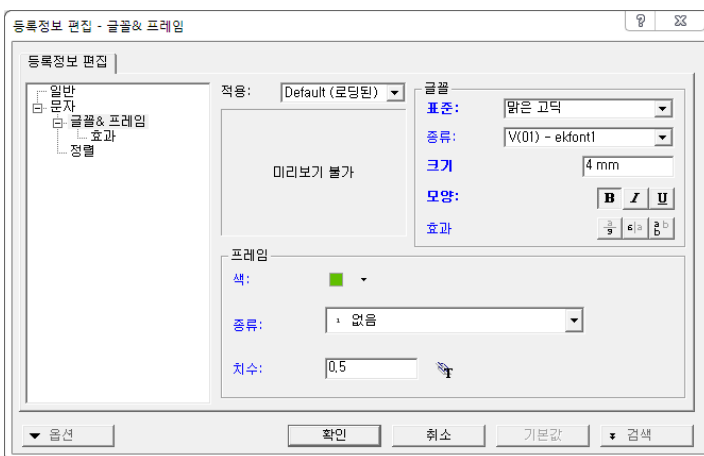 등록정보 편집 - 글꼴& 프레임
등록정보 편집
일반
문자
글꼴& 프레임
효과
정렬
적용: Default (로딩된)
미리보기 불가
글꼴
표준: 맑은 고딕
종류: V(01) - ekfont1
크기 4 mm
모양: B I U
효과
프레임
색:
종류: 1 없음
치수: 0.5
옵션 확인 취소 기본값 검색